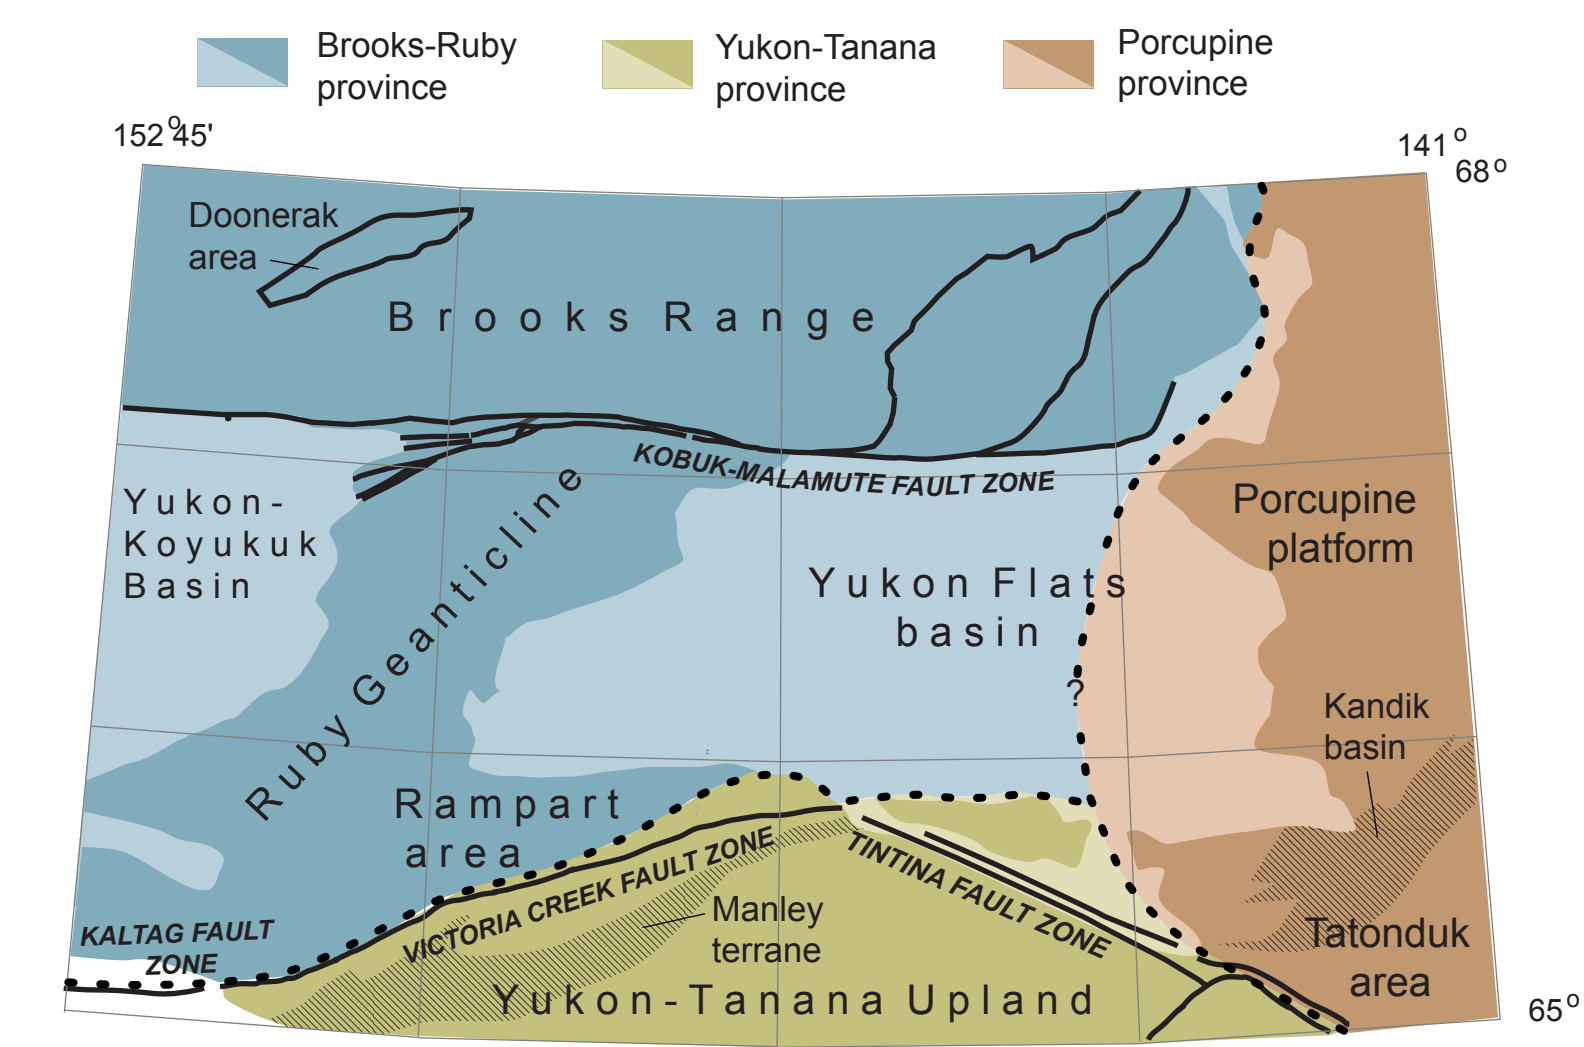 Brooks-Ruby
province
Yukon-Tanana
province
Porcupine
province
152°45'
141°
68°
Doonerak
area
Brooks Range
KOBUK-MALAMUTE FAULT ZONE
Yukon-
Koyukuk
Basin
Ruby Geanticline
Porcupine
platform
Yukon Flats
basin
?
Kandik
basin
Rampart
area
VICTORIA CREEK FAULT ZONE
TINTINA FAULT ZONE
Manley
terrane
KALTAG FAULT
ZONE
Tatonduk
area
Yukon-Tanana Upland
65°